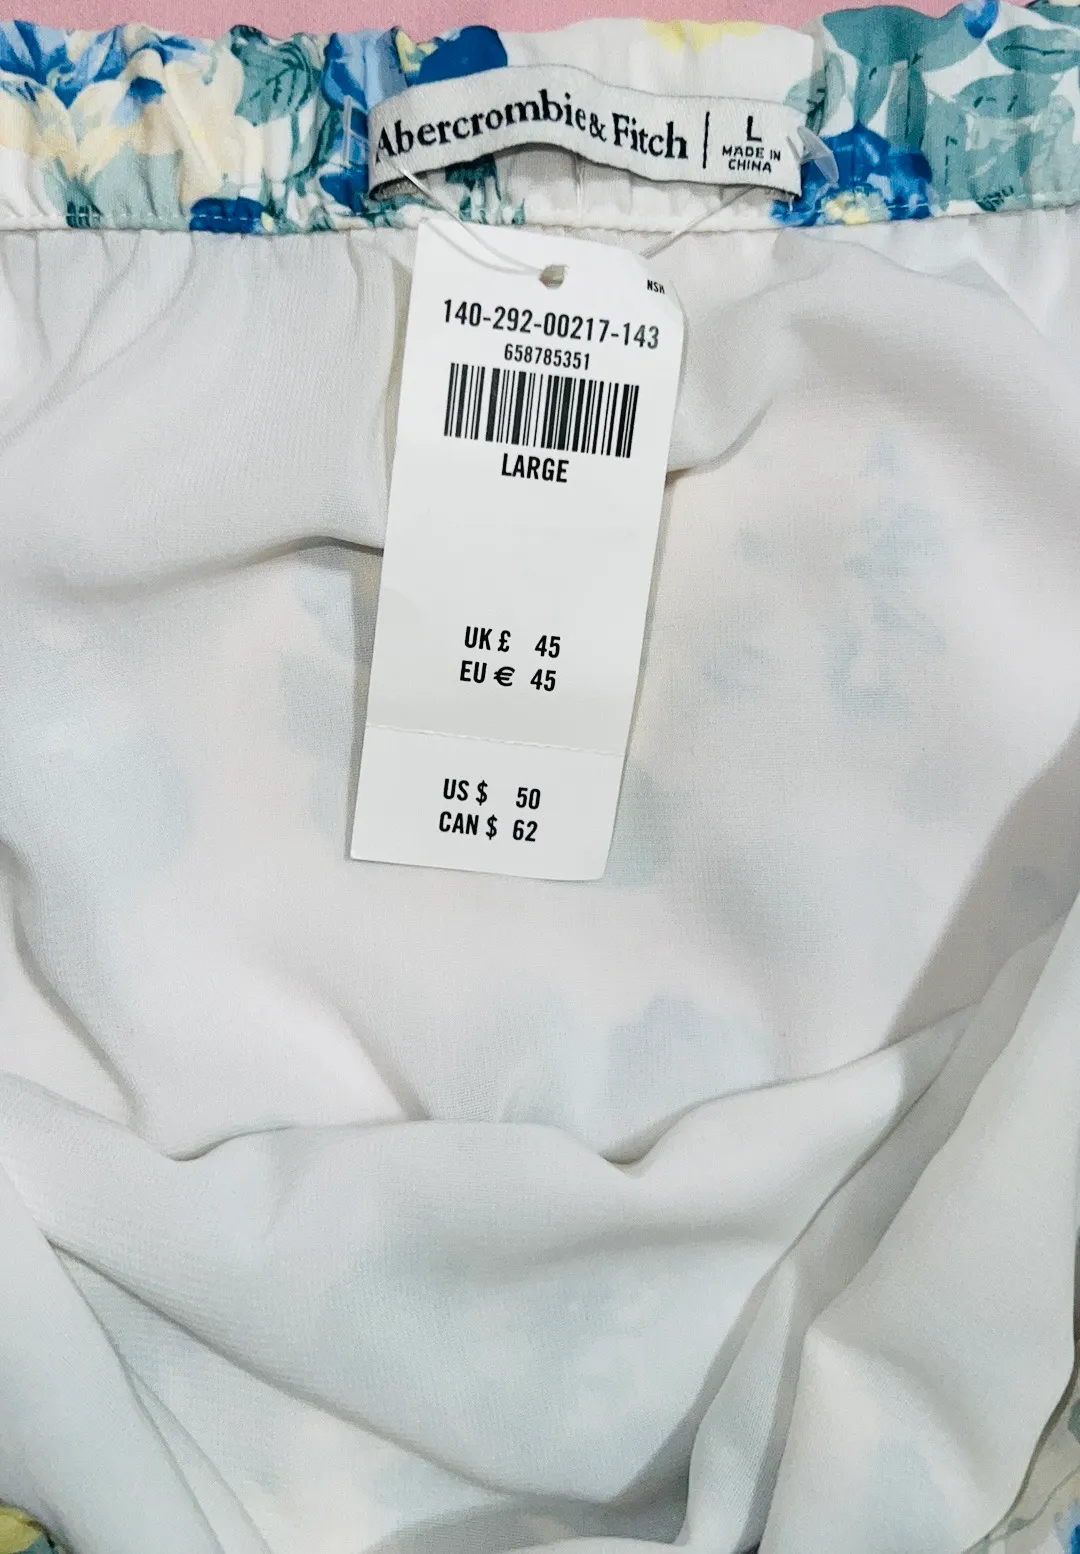 Abercrombie & Fitch
L
MADE IN
CHINA
NSH
140-292-00217-143
658785351
LARGE
UK £ 45
EU € 45
US $ 50
CAN $ 62